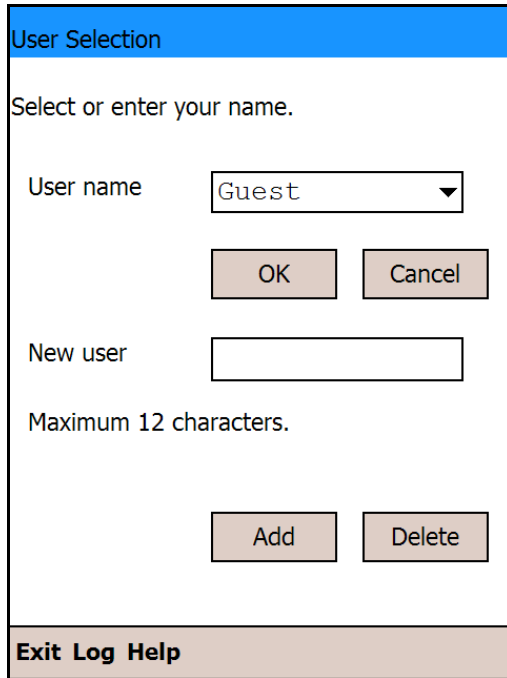 User Selection
Select or enter your name.
User name Guest
OK Cancel
New user
Maximum 12 characters.
Add Delete
Exit Log Help